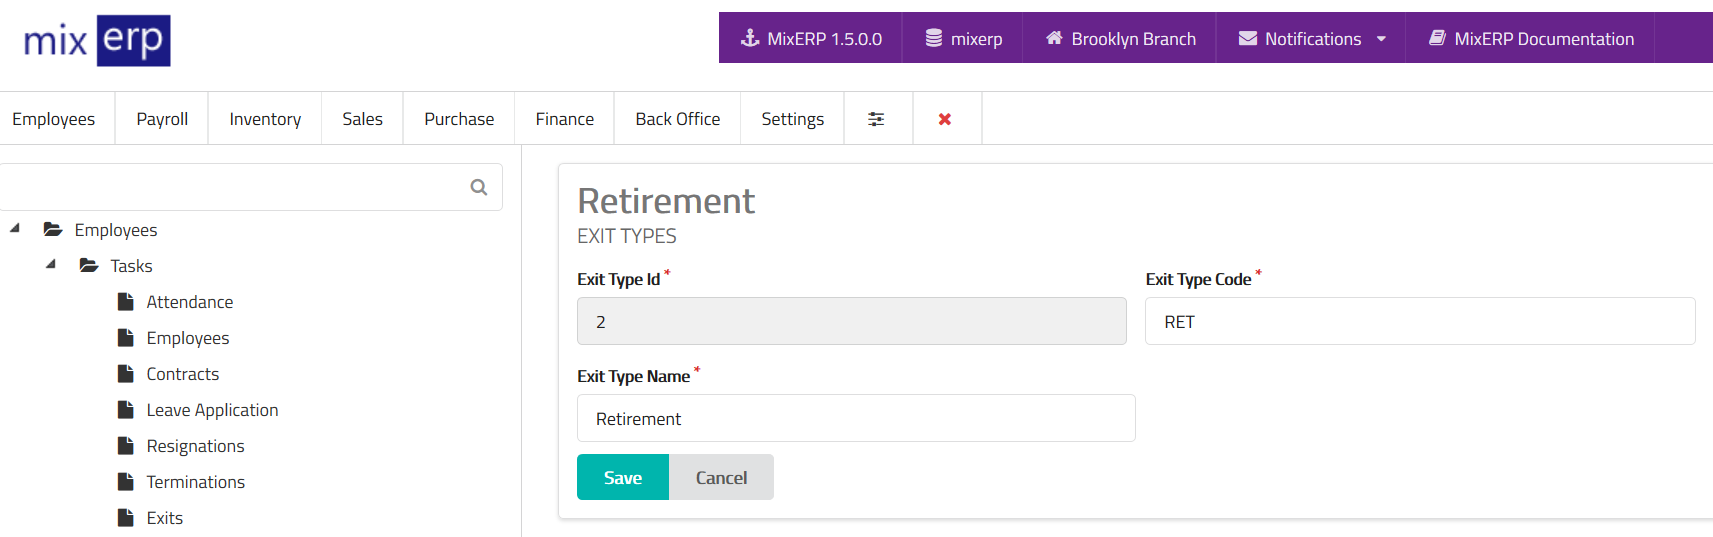 mix erp
MixERP 1.5.0.0 mixerp Brooklyn Branch Notifications MixERP Documentation
Employees Payroll Inventory Sales Purchase Finance Back Office Settings
Employees
Tasks
Attendance
Employees
Contracts
Leave Application
Resignations
Terminations
Exits
Retirement
EXIT TYPES
Exit Type Id * Exit Type Code *
2 RET
Exit Type Name *
Retirement
Save Cancel